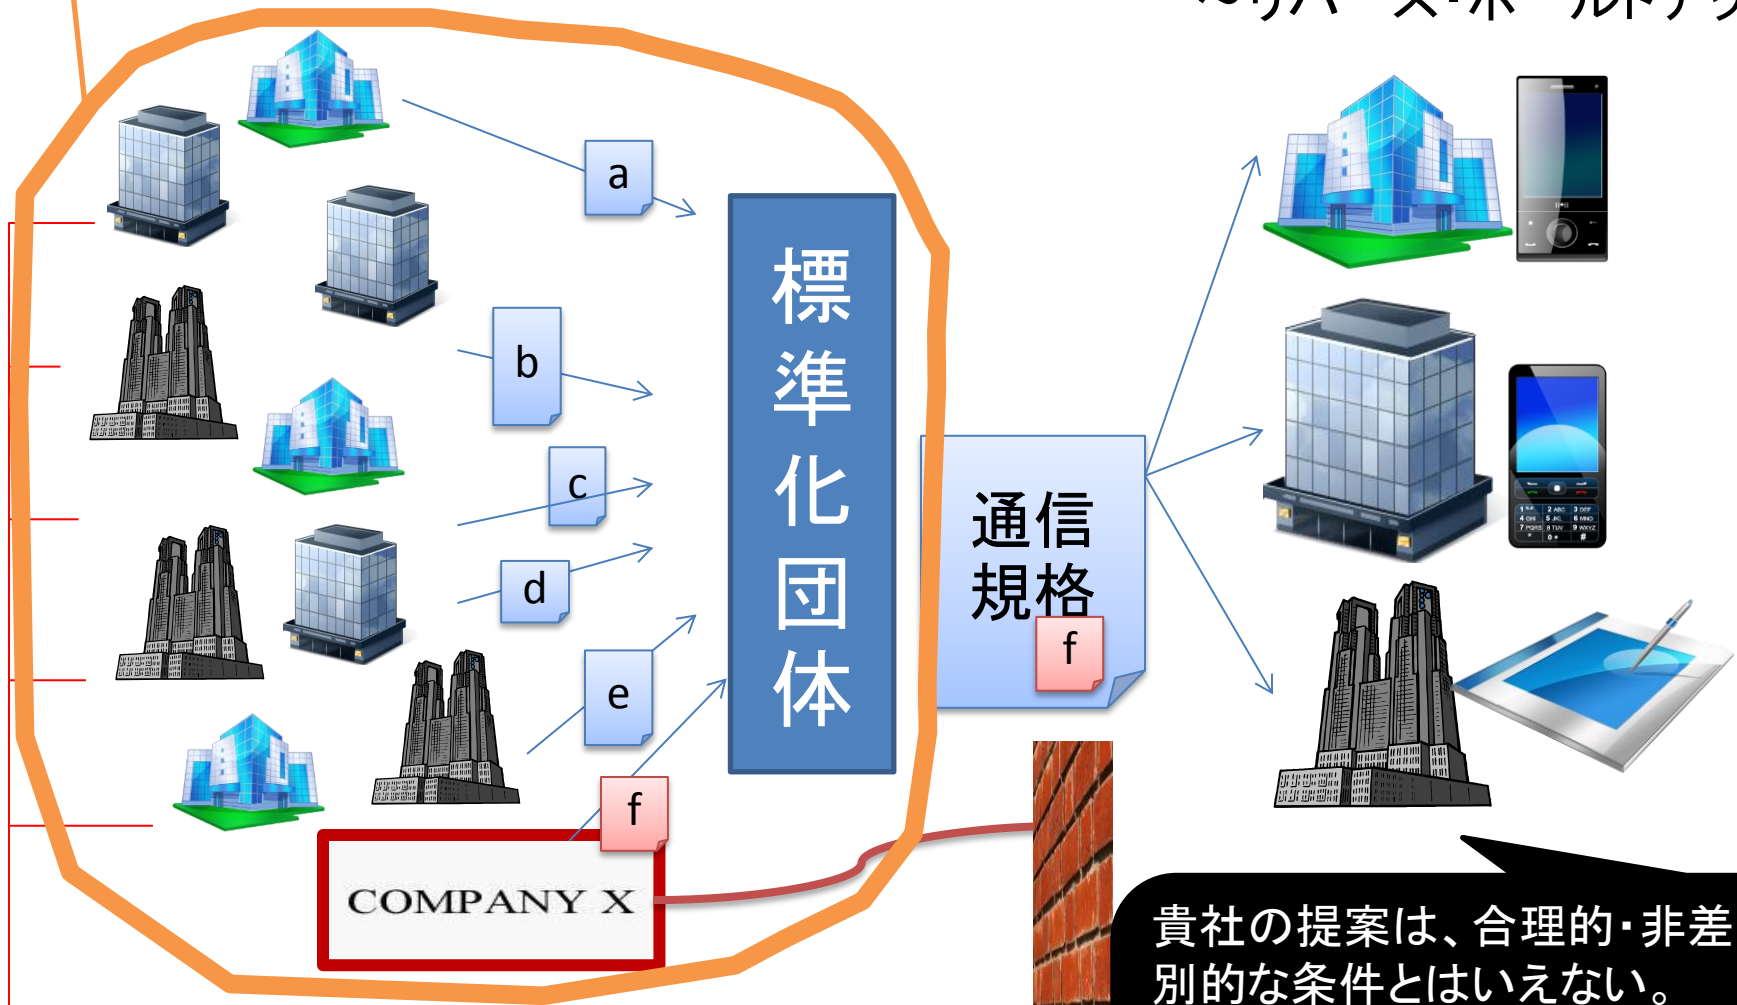 a
b
c
d
e
f
標準化団体
通信
規格
f
COMPANY X
貴社の提案は、合理的・非差
別的な条件とはいえない。